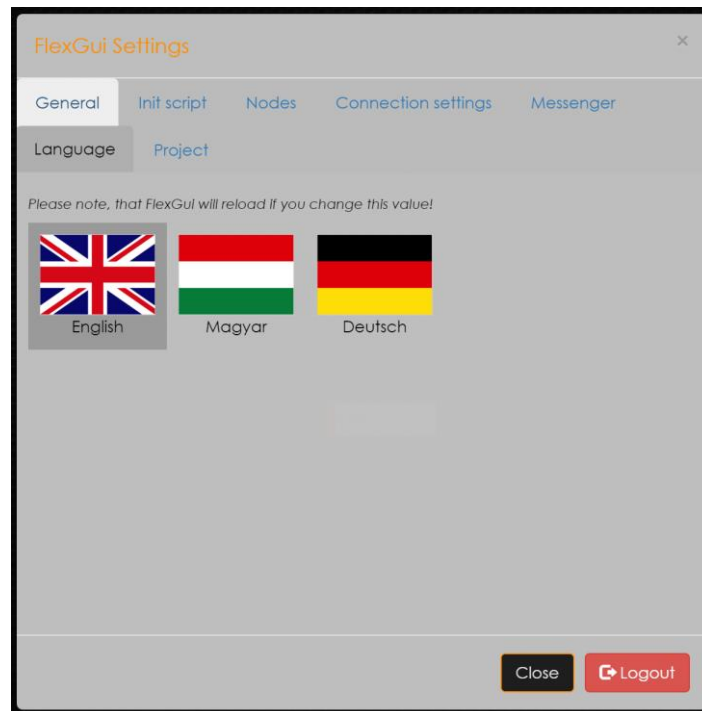 FlexGui Settings ×
General Init script Nodes Connection settings Messenger
Language Project
Please note, that FlexGui will reload if you change this value!
English Magyar Deutsch
Close Logout